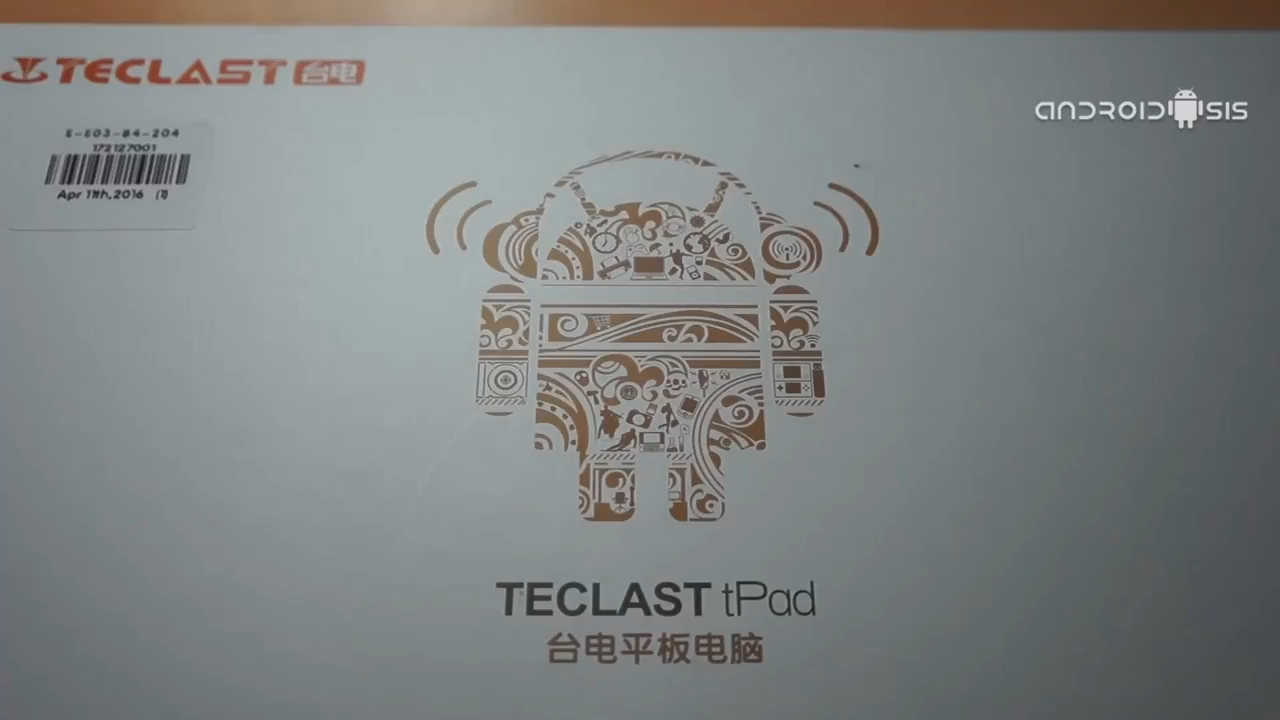 TECLAST 台电
ANDROIDSIS
E-E03-B4-204
172127001
Apr 11th,2016 (1)
TECLAST tPad
台电平板电脑